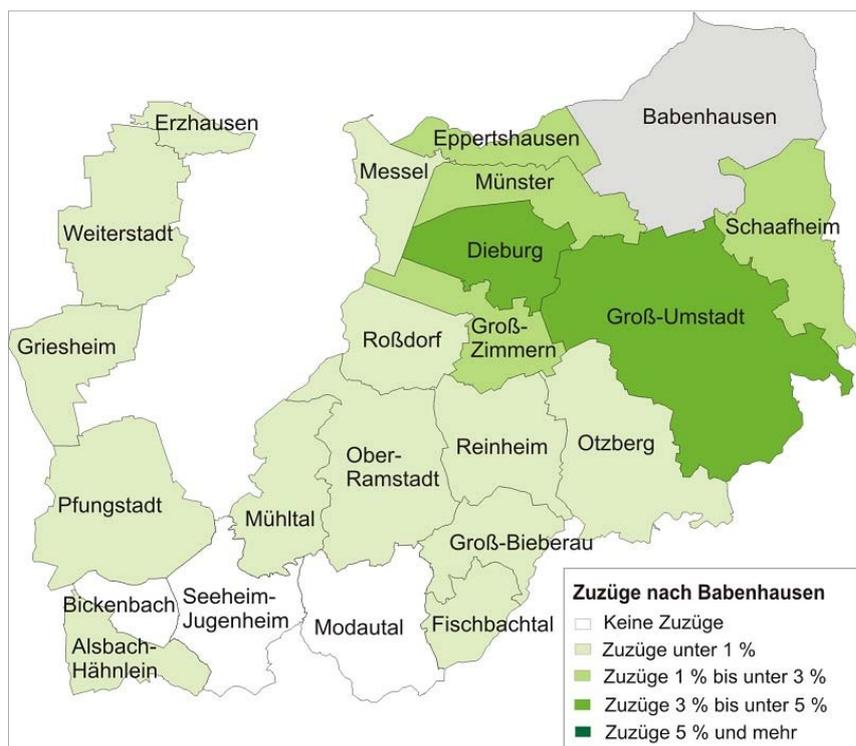 Erzhausen
Babenhausen
Eppertshausen
Messel
Münster
Schaafheim
Weiterstadt
Dieburg
Groß-Umstadt
Griesheim
Roßdorf
Groß-
Zimmern
Ober-
Ramstadt
Reinheim
Otzberg
Pfungstadt
Mühltal
Groß-Bieberau
Bickenbach
Seeheim-
Jugenheim
Modautal
Fischbachtal
Alsbach-
Hähnlein
Zuzüge nach Babenhausen
Keine Zuzüge
Zuzüge unter 1 %
Zuzüge 1 % bis unter 3 %
Zuzüge 3 % bis unter 5 %
Zuzüge 5 % und mehr